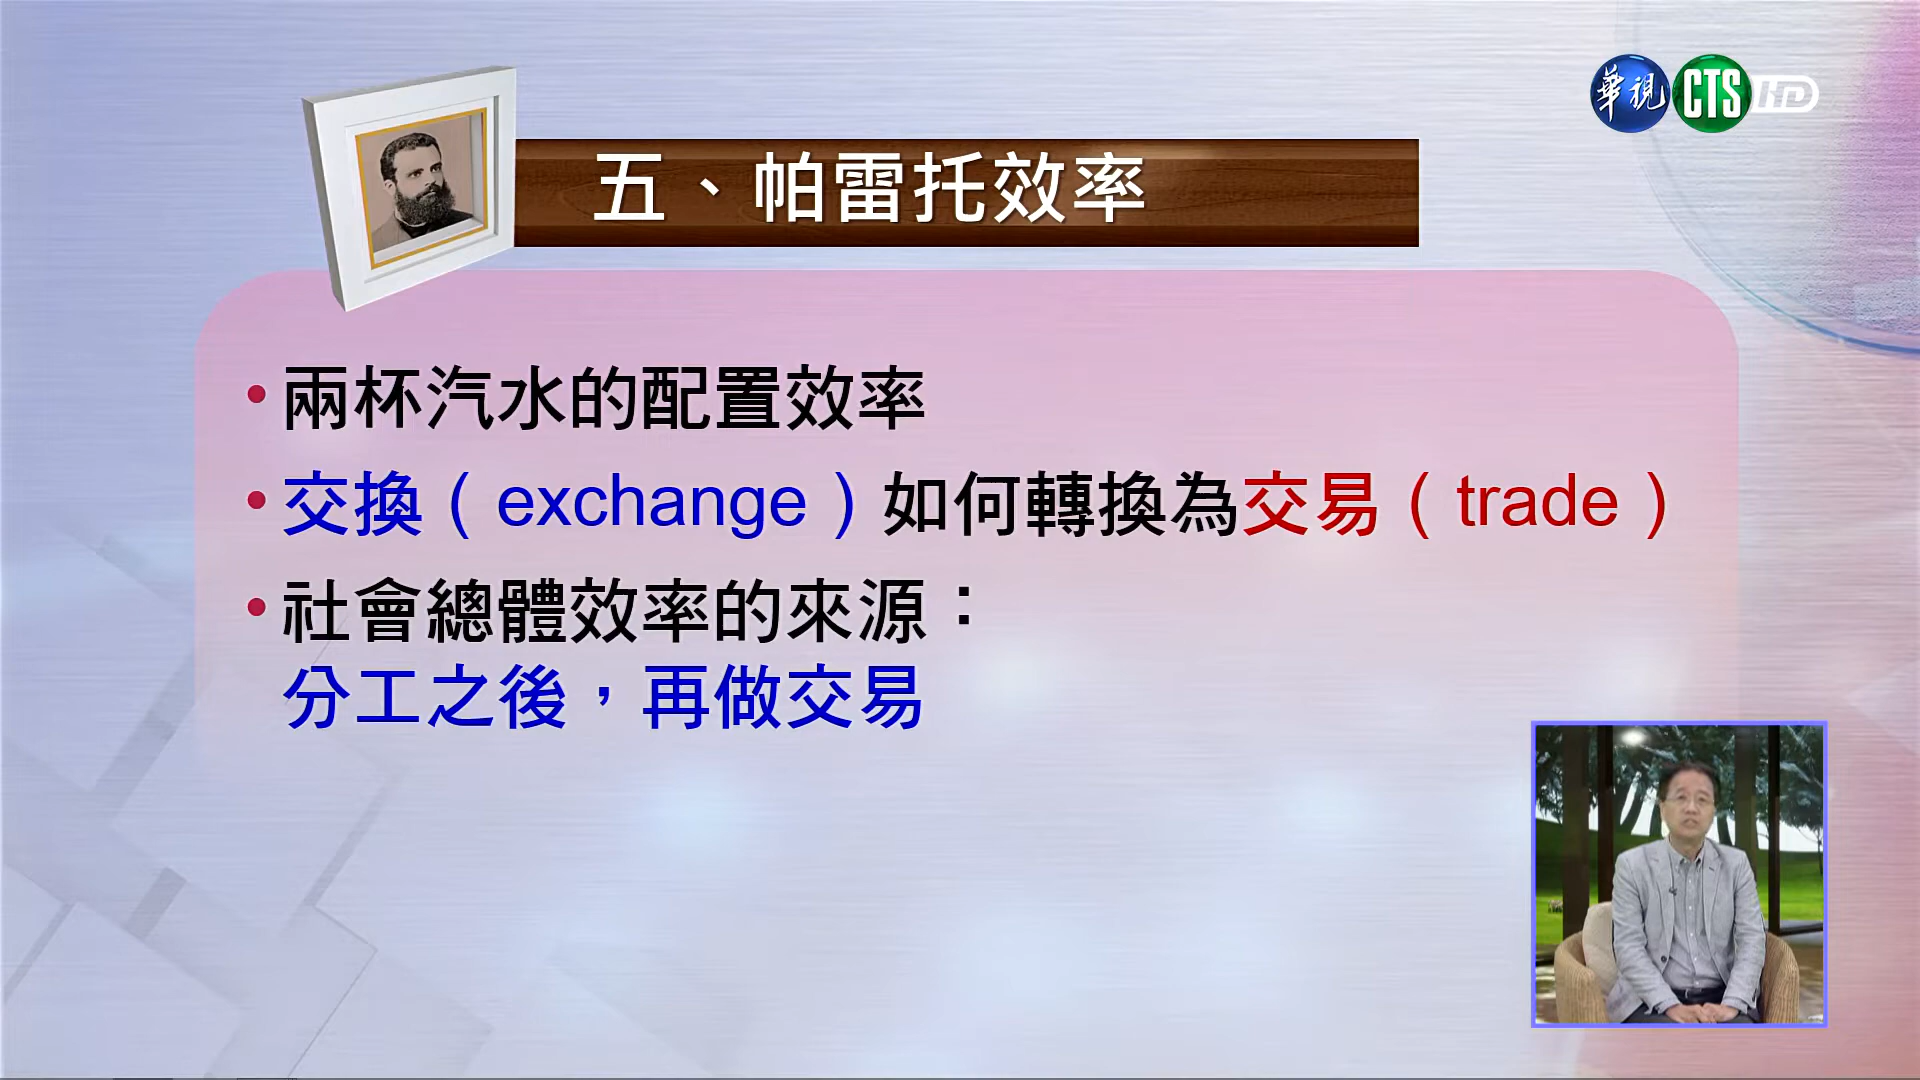 華視 CTS HD
五、帕雷托效率
•兩杯汽水的配置效率
•交換（exchange）如何轉換為交易（trade）
•社會總體效率的來源：
分工之後，再做交易